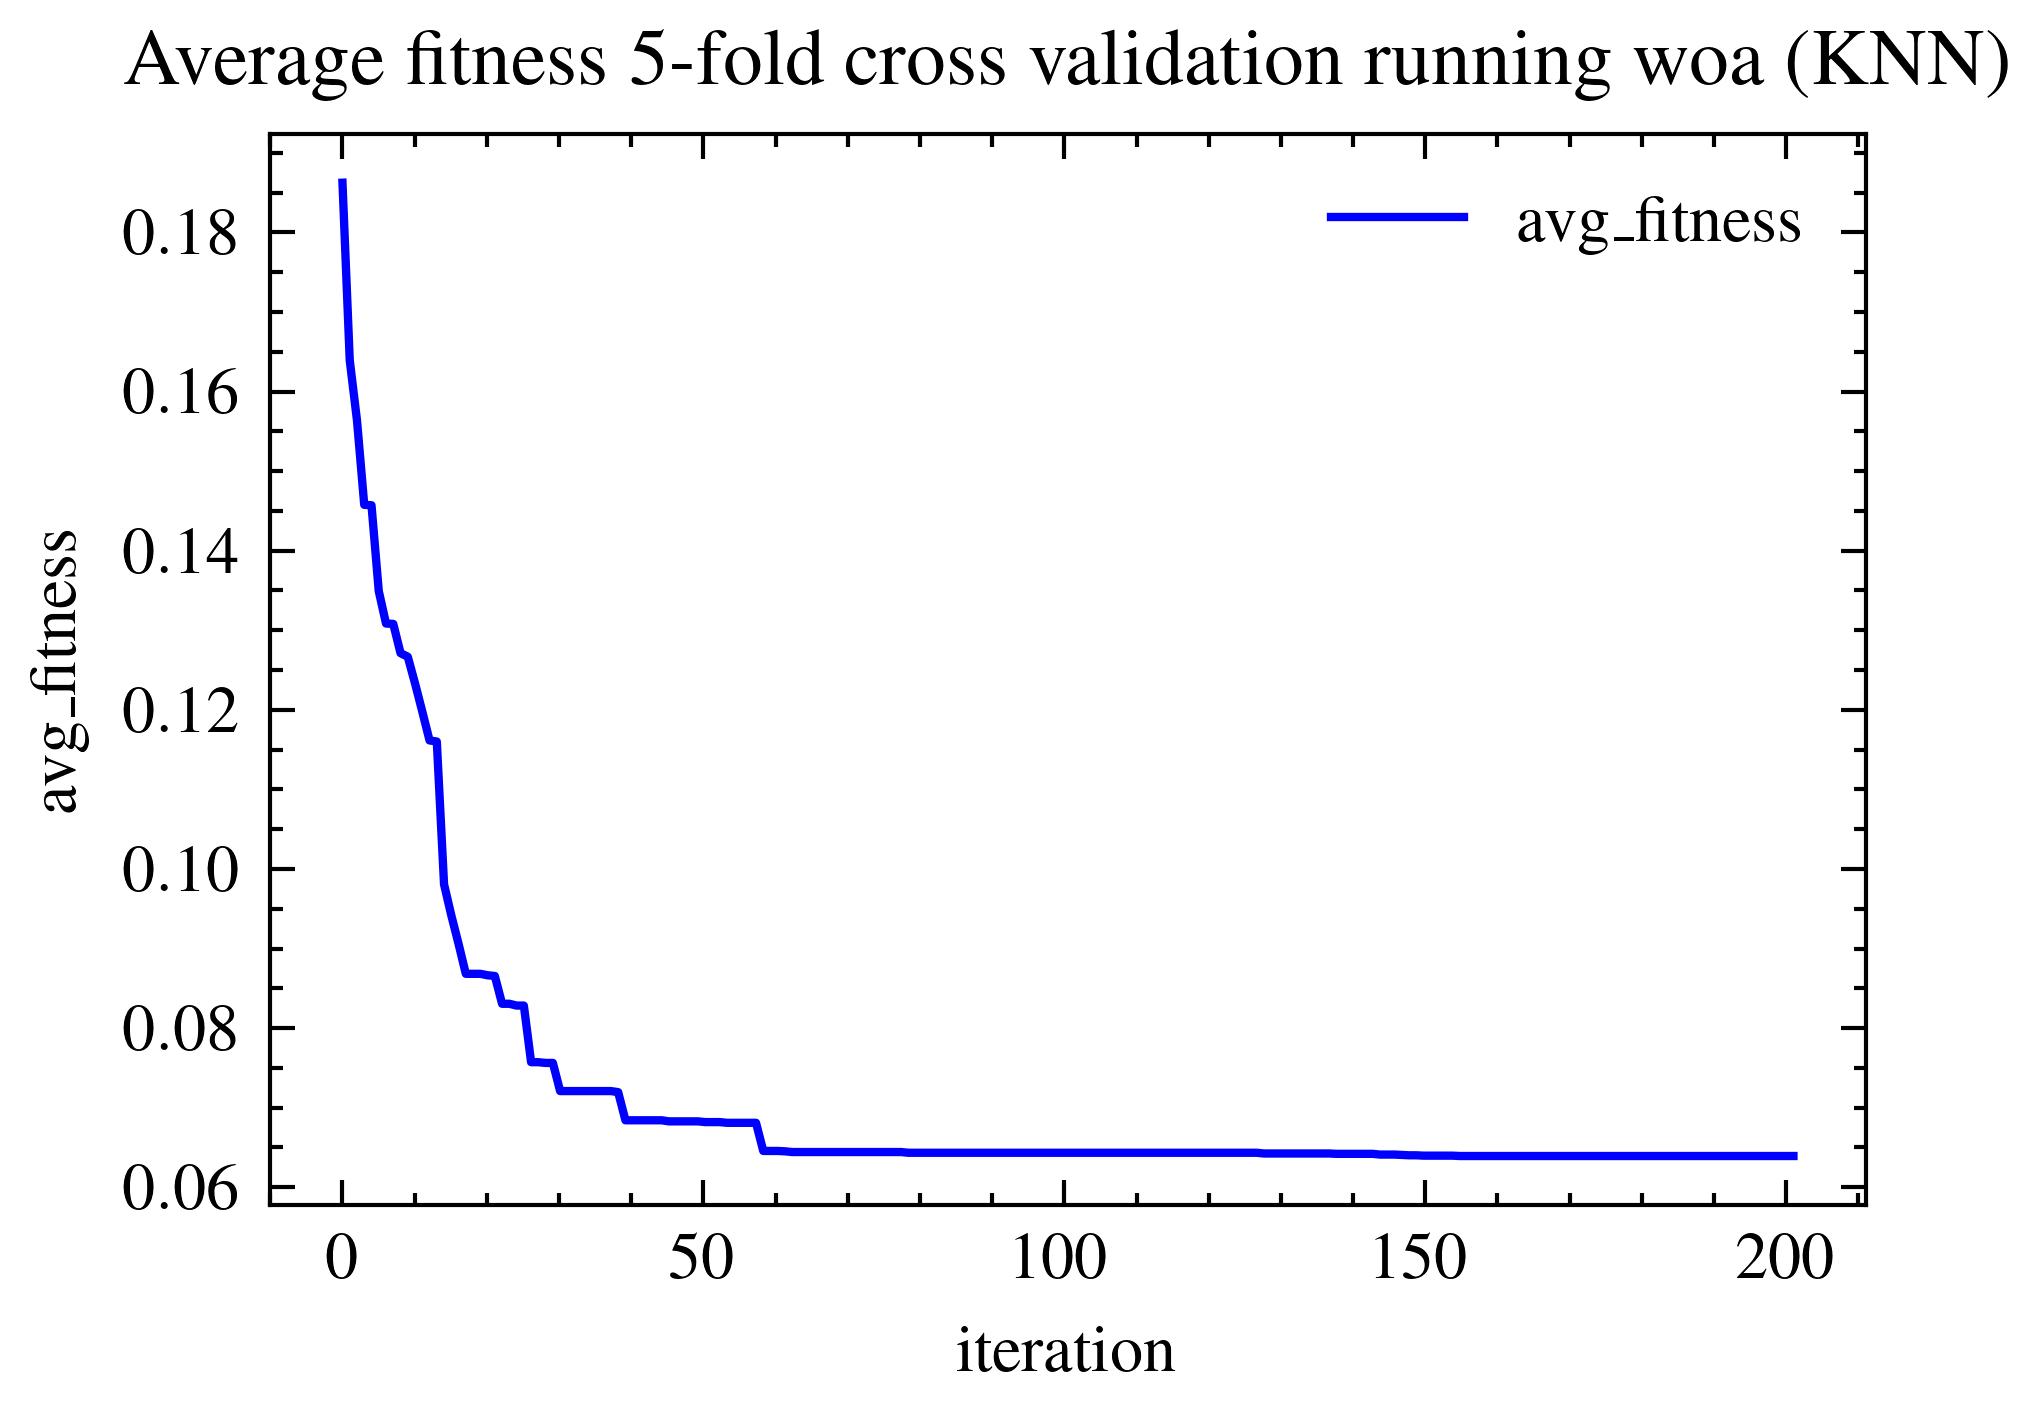 Average fitness 5-fold cross validation running woa (KNN)
avg_fitness
0.18
0.16
0.14
0.12
0.10
0.08
0.06
avg_fitness
0 50 100 150 200
iteration